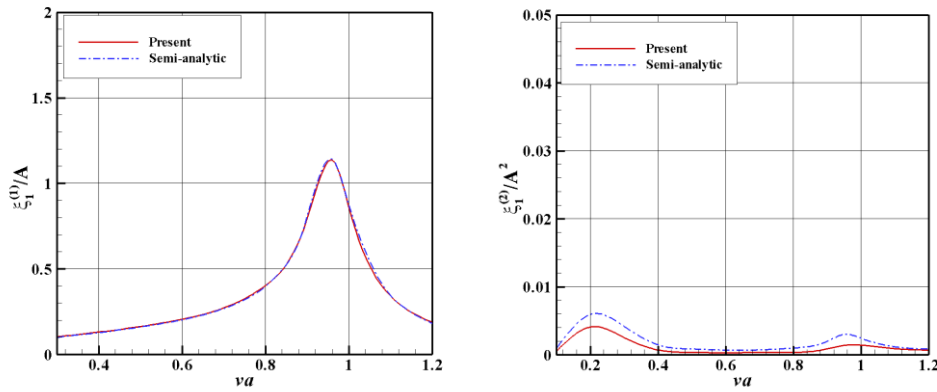 2
1.5
1
0.5
0
Present
Semi-analytic
ξ₁⁽¹⁾/A
0.4 0.6 0.8 1 1.2
νa
0.05
0.04
0.03
0.02
0.01
0
Present
Semi-analytic
ξ₁⁽²⁾/A²
0.2 0.4 0.6 0.8 1.2
νa